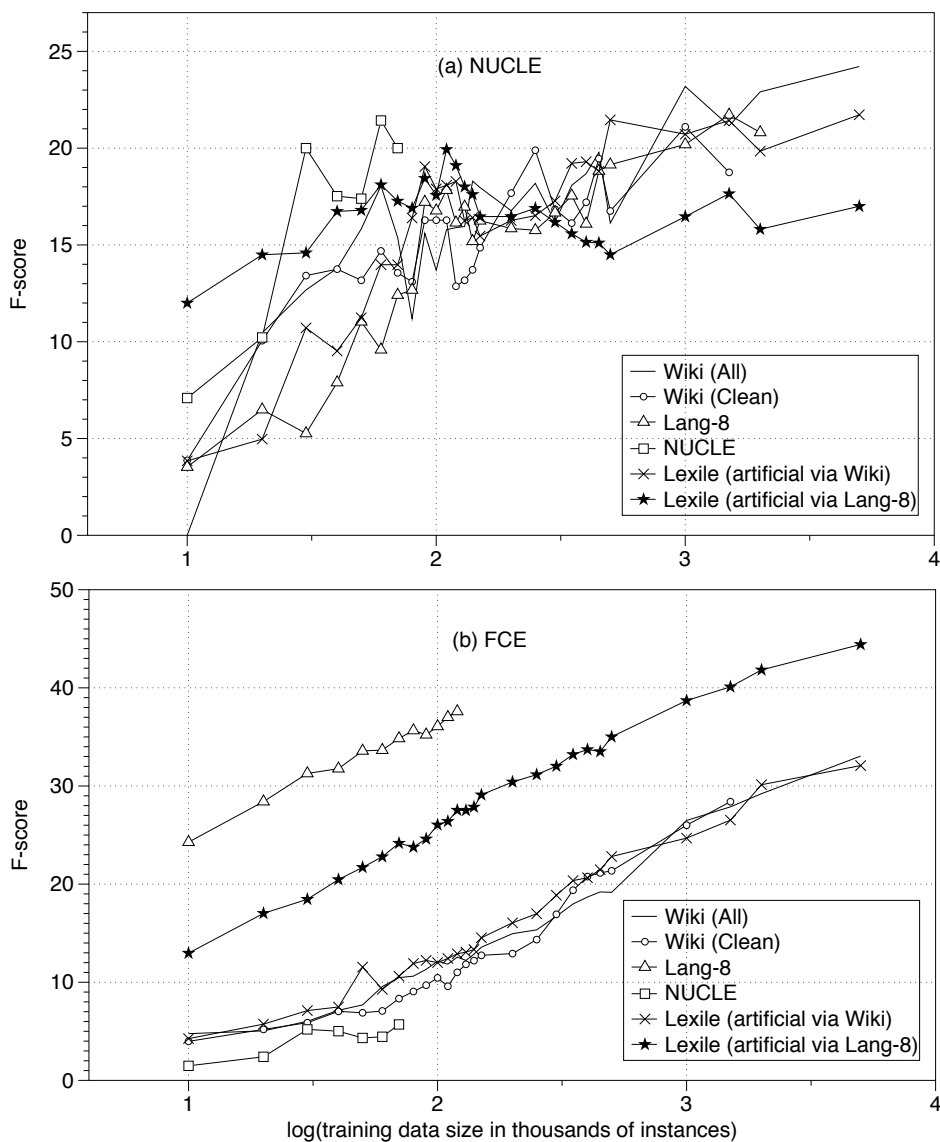 (a) NUCLE
F-score
25
20
15
10
5
0
1 2 3 4
Wiki (All)
Wiki (Clean)
Lang-8
NUCLE
Lexile (artificial via Wiki)
Lexile (artificial via Lang-8)
(b) FCE
F-score
50
40
30
20
10
0
Wiki (All)
Wiki (Clean)
Lang-8
NUCLE
Lexile (artificial via Wiki)
Lexile (artificial via Lang-8)
1 2 3 4
log(training data size in thousands of instances)